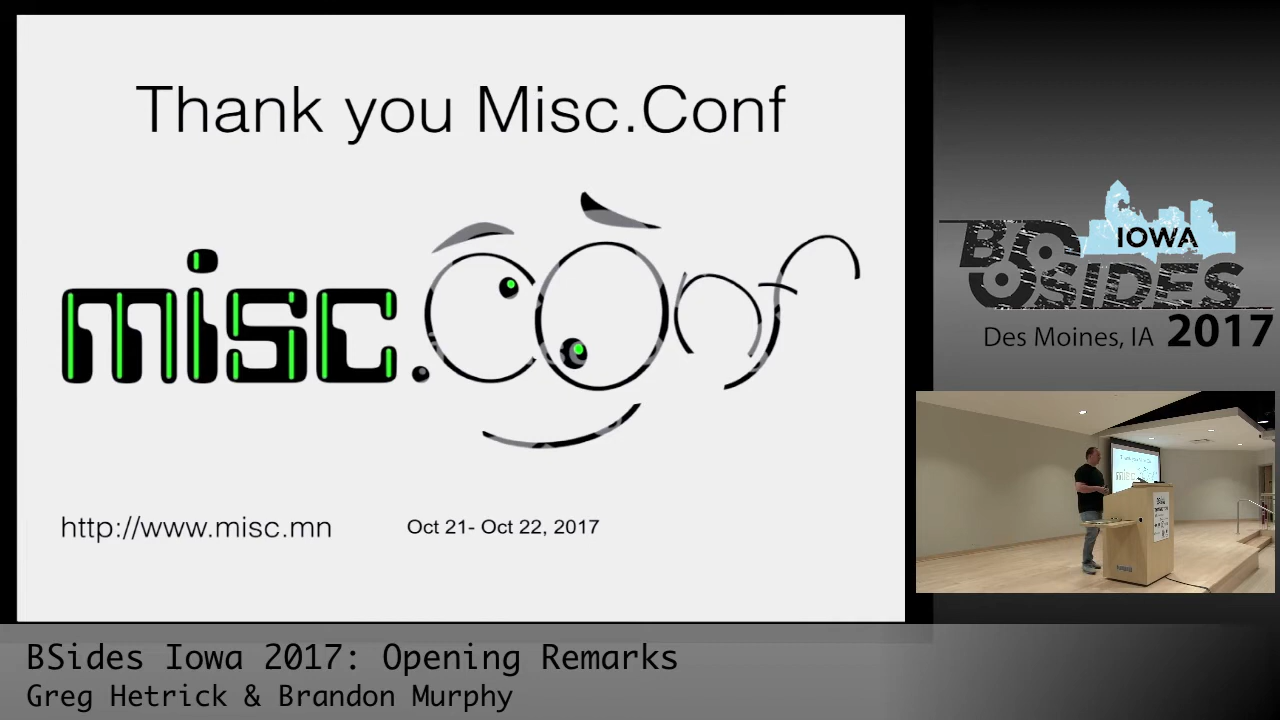 Thank you Misc.Conf
misc.Conf
http://www.misc.mn
Oct 21- Oct 22, 2017
BSIDES
IOWA
Des Moines, IA 2017
BSides Iowa 2017: Opening Remarks
Greg Hetrick & Brandon Murphy